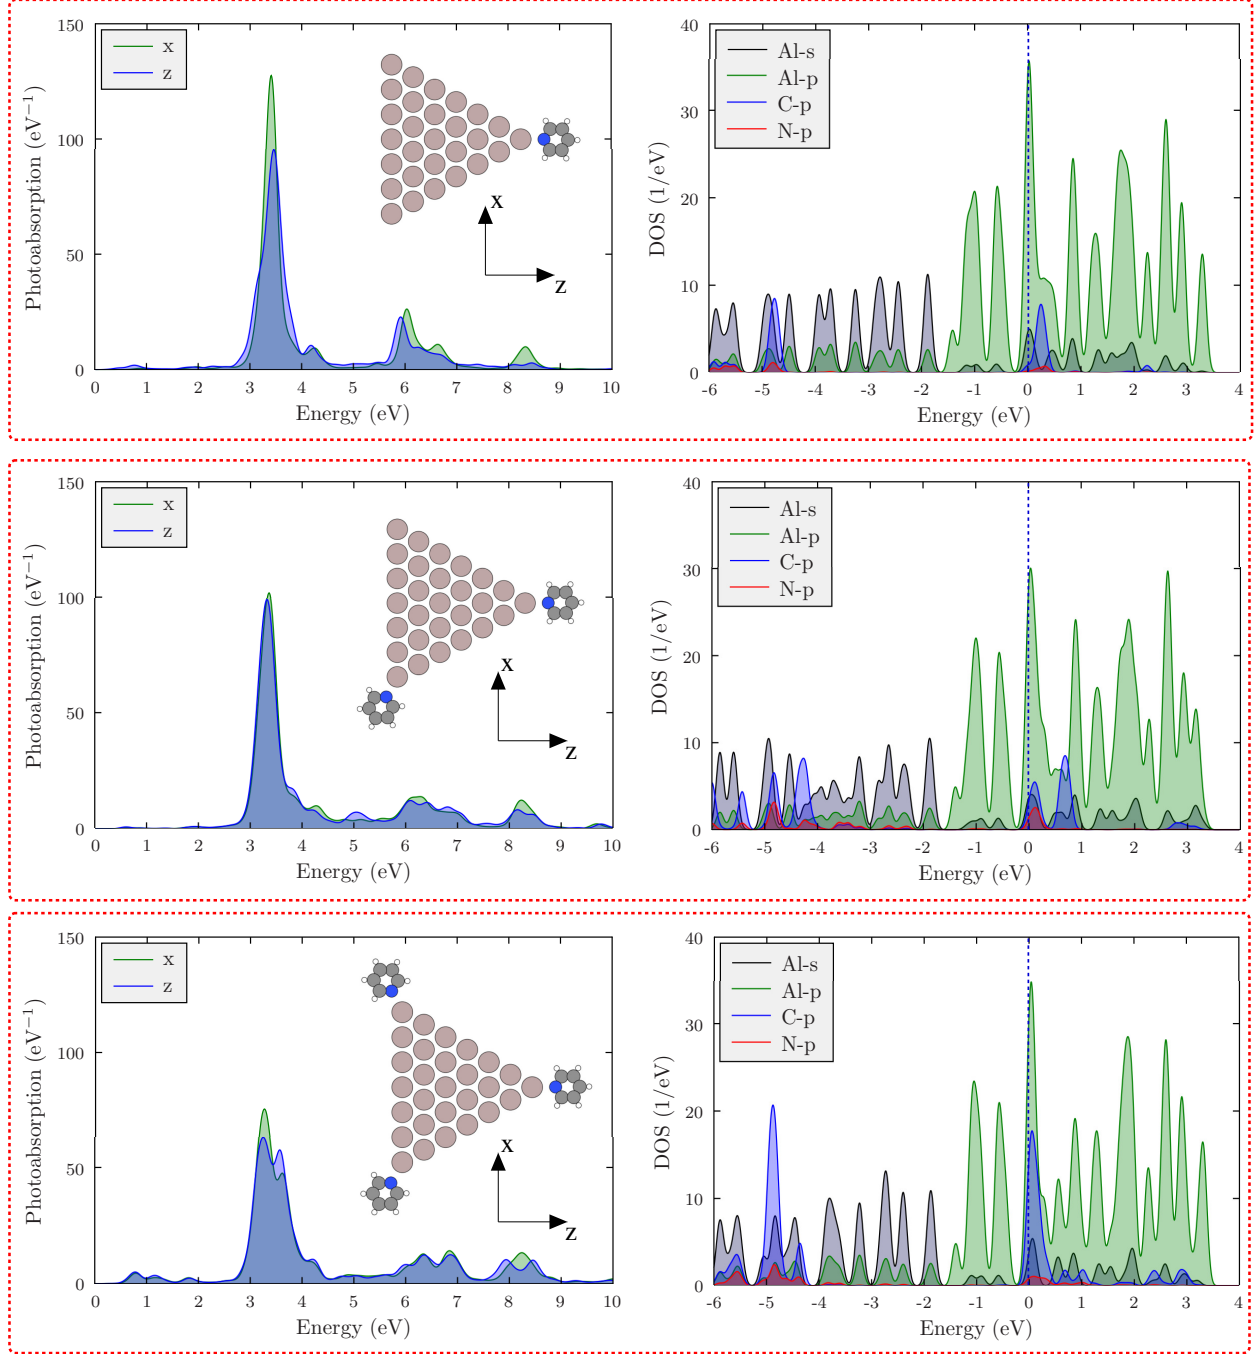 150
100
50
0
0 1 2 3 4 5 6 7 8 9 10
Photoabsorption (eV⁻¹)
Energy (eV)
x
z
X
Z
40
30
20
10
0
-6 -5 -4 -3 -2 -1 0 1 2 3 4
DOS (1/eV)
Energy (eV)
Al-s
Al-p
C-p
N-p
150
100
50
0
0 1 2 3 4 5 6 7 8 9 10
Photoabsorption (eV⁻¹)
Energy (eV)
x
z
X
Z
40
30
20
10
0
-6 -5 -4 -3 -2 -1 0 1 2 3 4
DOS (1/eV)
Energy (eV)
Al-s
Al-p
C-p
N-p
150
100
50
0
0 1 2 3 4 5 6 7 8 9 10
Photoabsorption (eV⁻¹)
Energy (eV)
x
z
X
Z
40
30
20
10
0
-6 -5 -4 -3 -2 -1 0 1 2 3 4
DOS (1/eV)
Energy (eV)
Al-s
Al-p
C-p
N-p